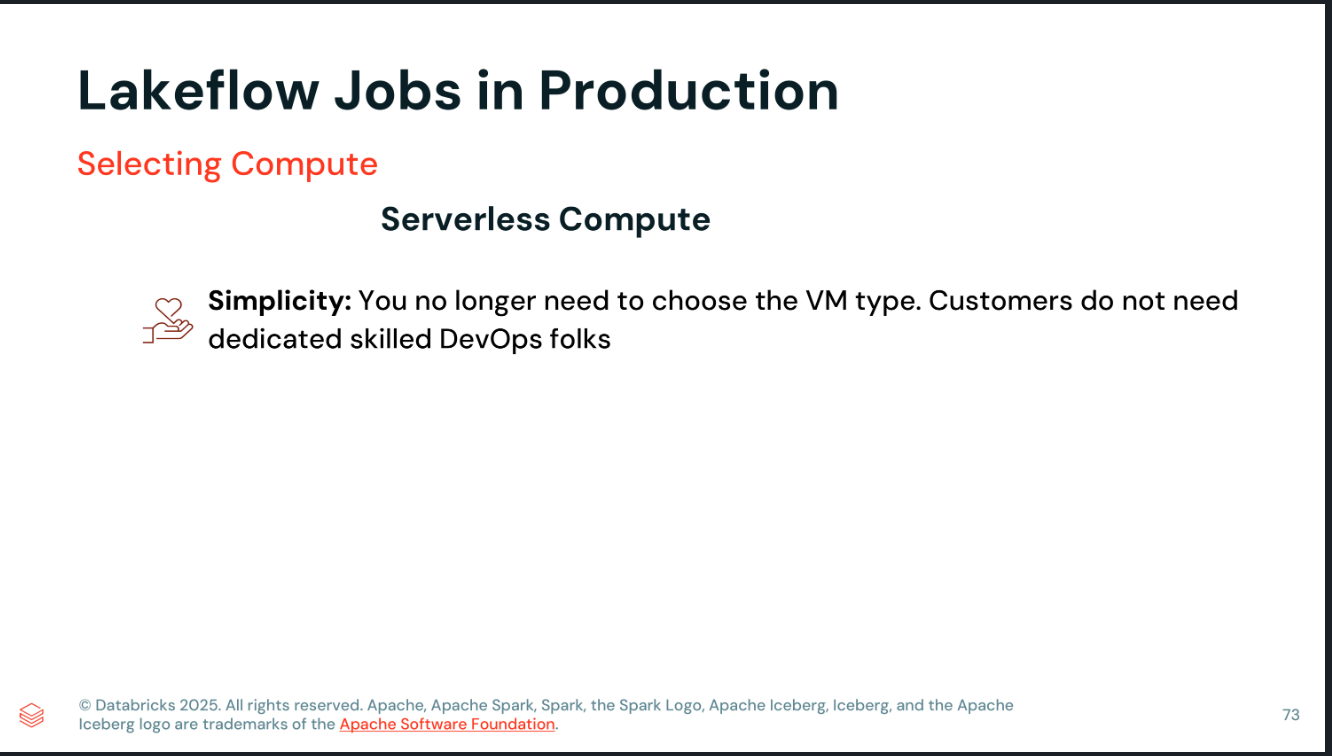 Lakeflow Jobs in Production
Selecting Compute
Serverless Compute
Simplicity: You no longer need to choose the VM type. Customers do not need
dedicated skilled DevOps folks
© Databricks 2025. All rights reserved. Apache, Apache Spark, Spark, the Spark Logo, Apache Iceberg, Iceberg, and the Apache
Iceberg logo are trademarks of the Apache Software Foundation.
73